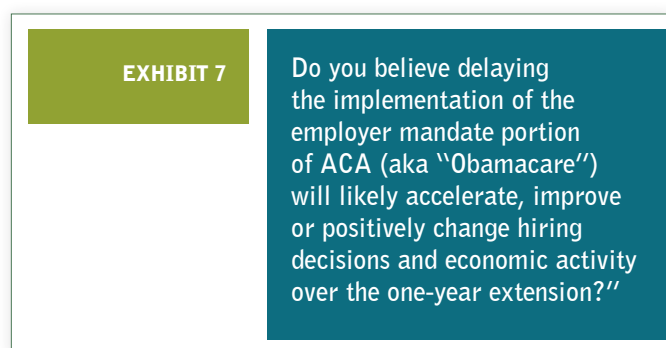 EXHIBIT 7
Do you believe delaying
the implementation of the
employer mandate portion
of ACA (aka “Obamacare”)
will likely accelerate, improve
or positively change hiring
decisions and economic activity
over the one-year extension?”